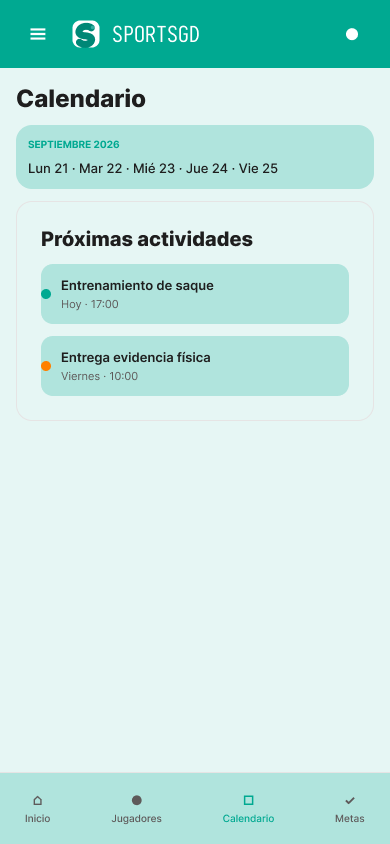 SPORTSGD
Calendario
SEPTIEMBRE 2026
Lun 21 · Mar 22 · Mié 23 · Jue 24 · Vie 25
Próximas actividades
Entrenamiento de saque
Hoy · 17:00
Entrega evidencia física
Viernes · 10:00
Inicio
Jugadores
Calendario
Metas